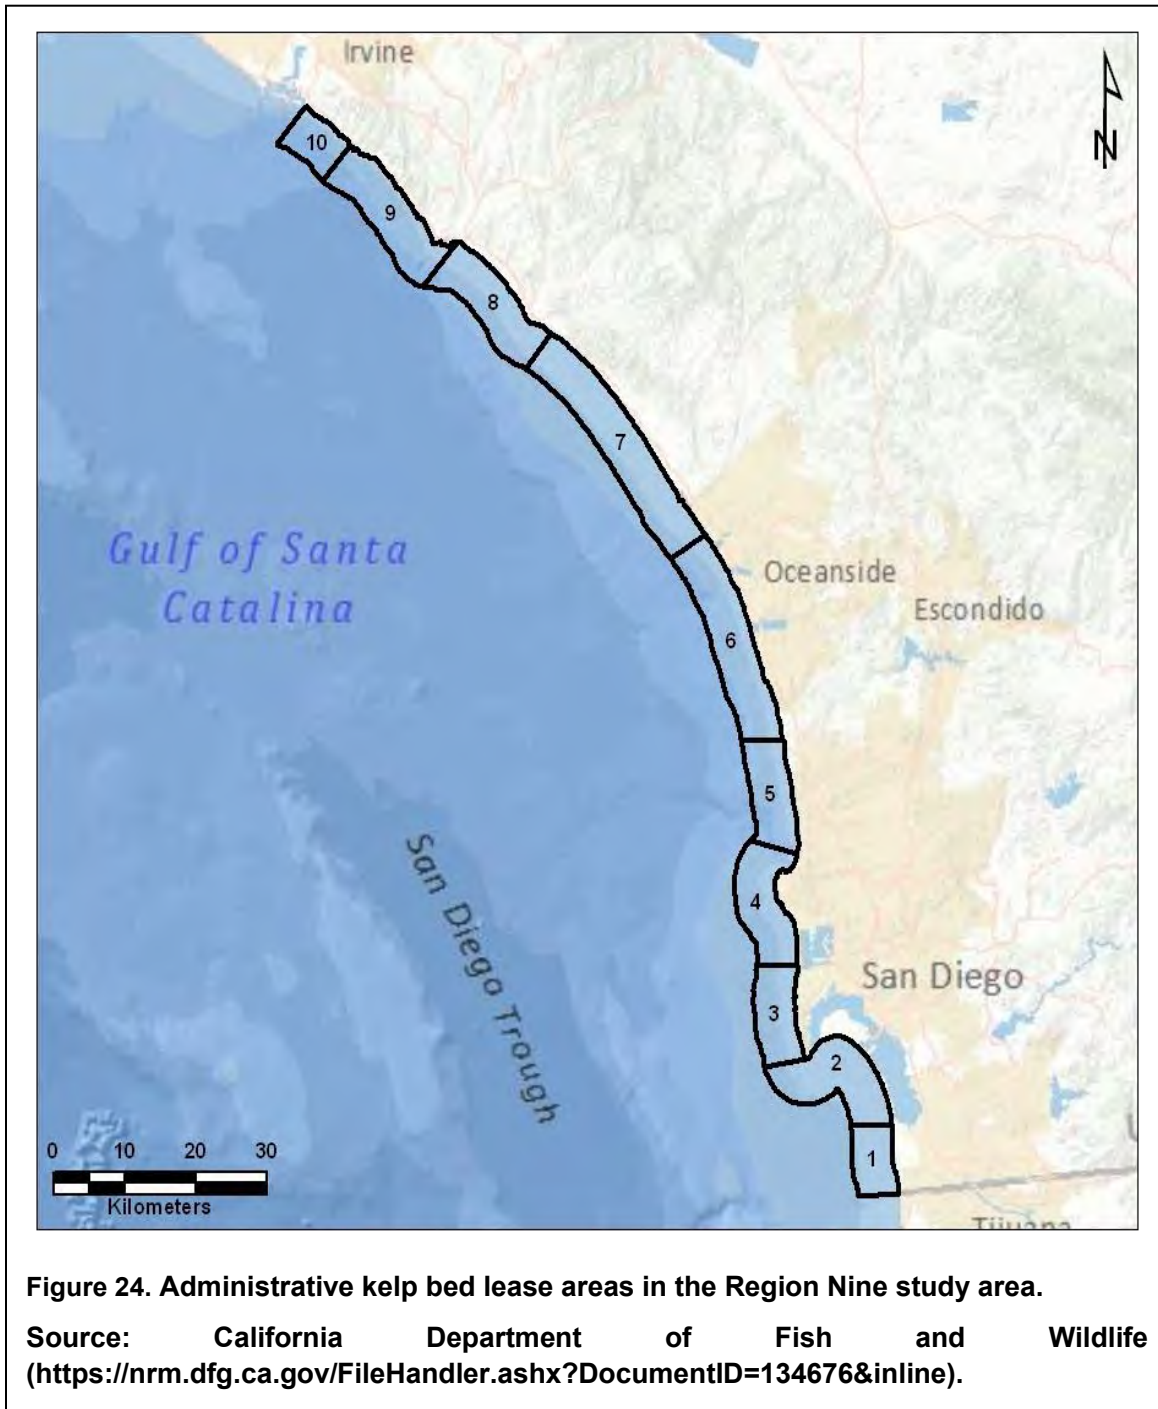 Irvine
N
10
9
8
7
Gulf of Santa
Catalina
Oceanside
Escondido
6
5
San Diego Trough
4
San Diego
3
2
1
0 10 20 30
Kilometers
Tijuana
Figure 24. Administrative kelp bed lease areas in the Region Nine study area.
Source: California Department of Fish and Wildlife
(https://nrm.dfg.ca.gov/FileHandler.ashx?DocumentID=134676&inline).